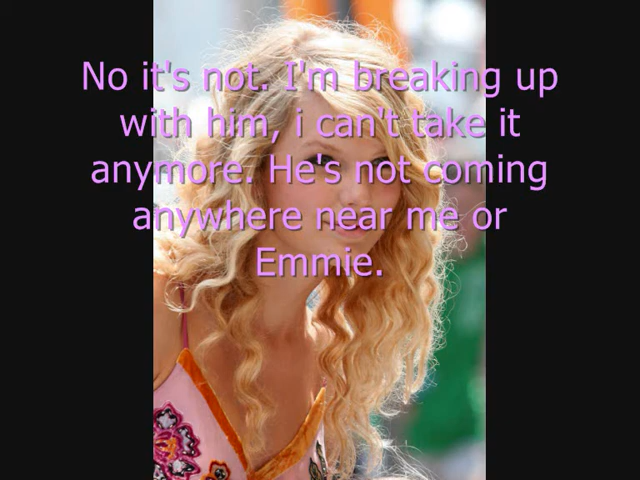 No it's not. I'm breaking up
with him, i can't take it
anymore. He's not coming
anywhere near me or
Emmie.